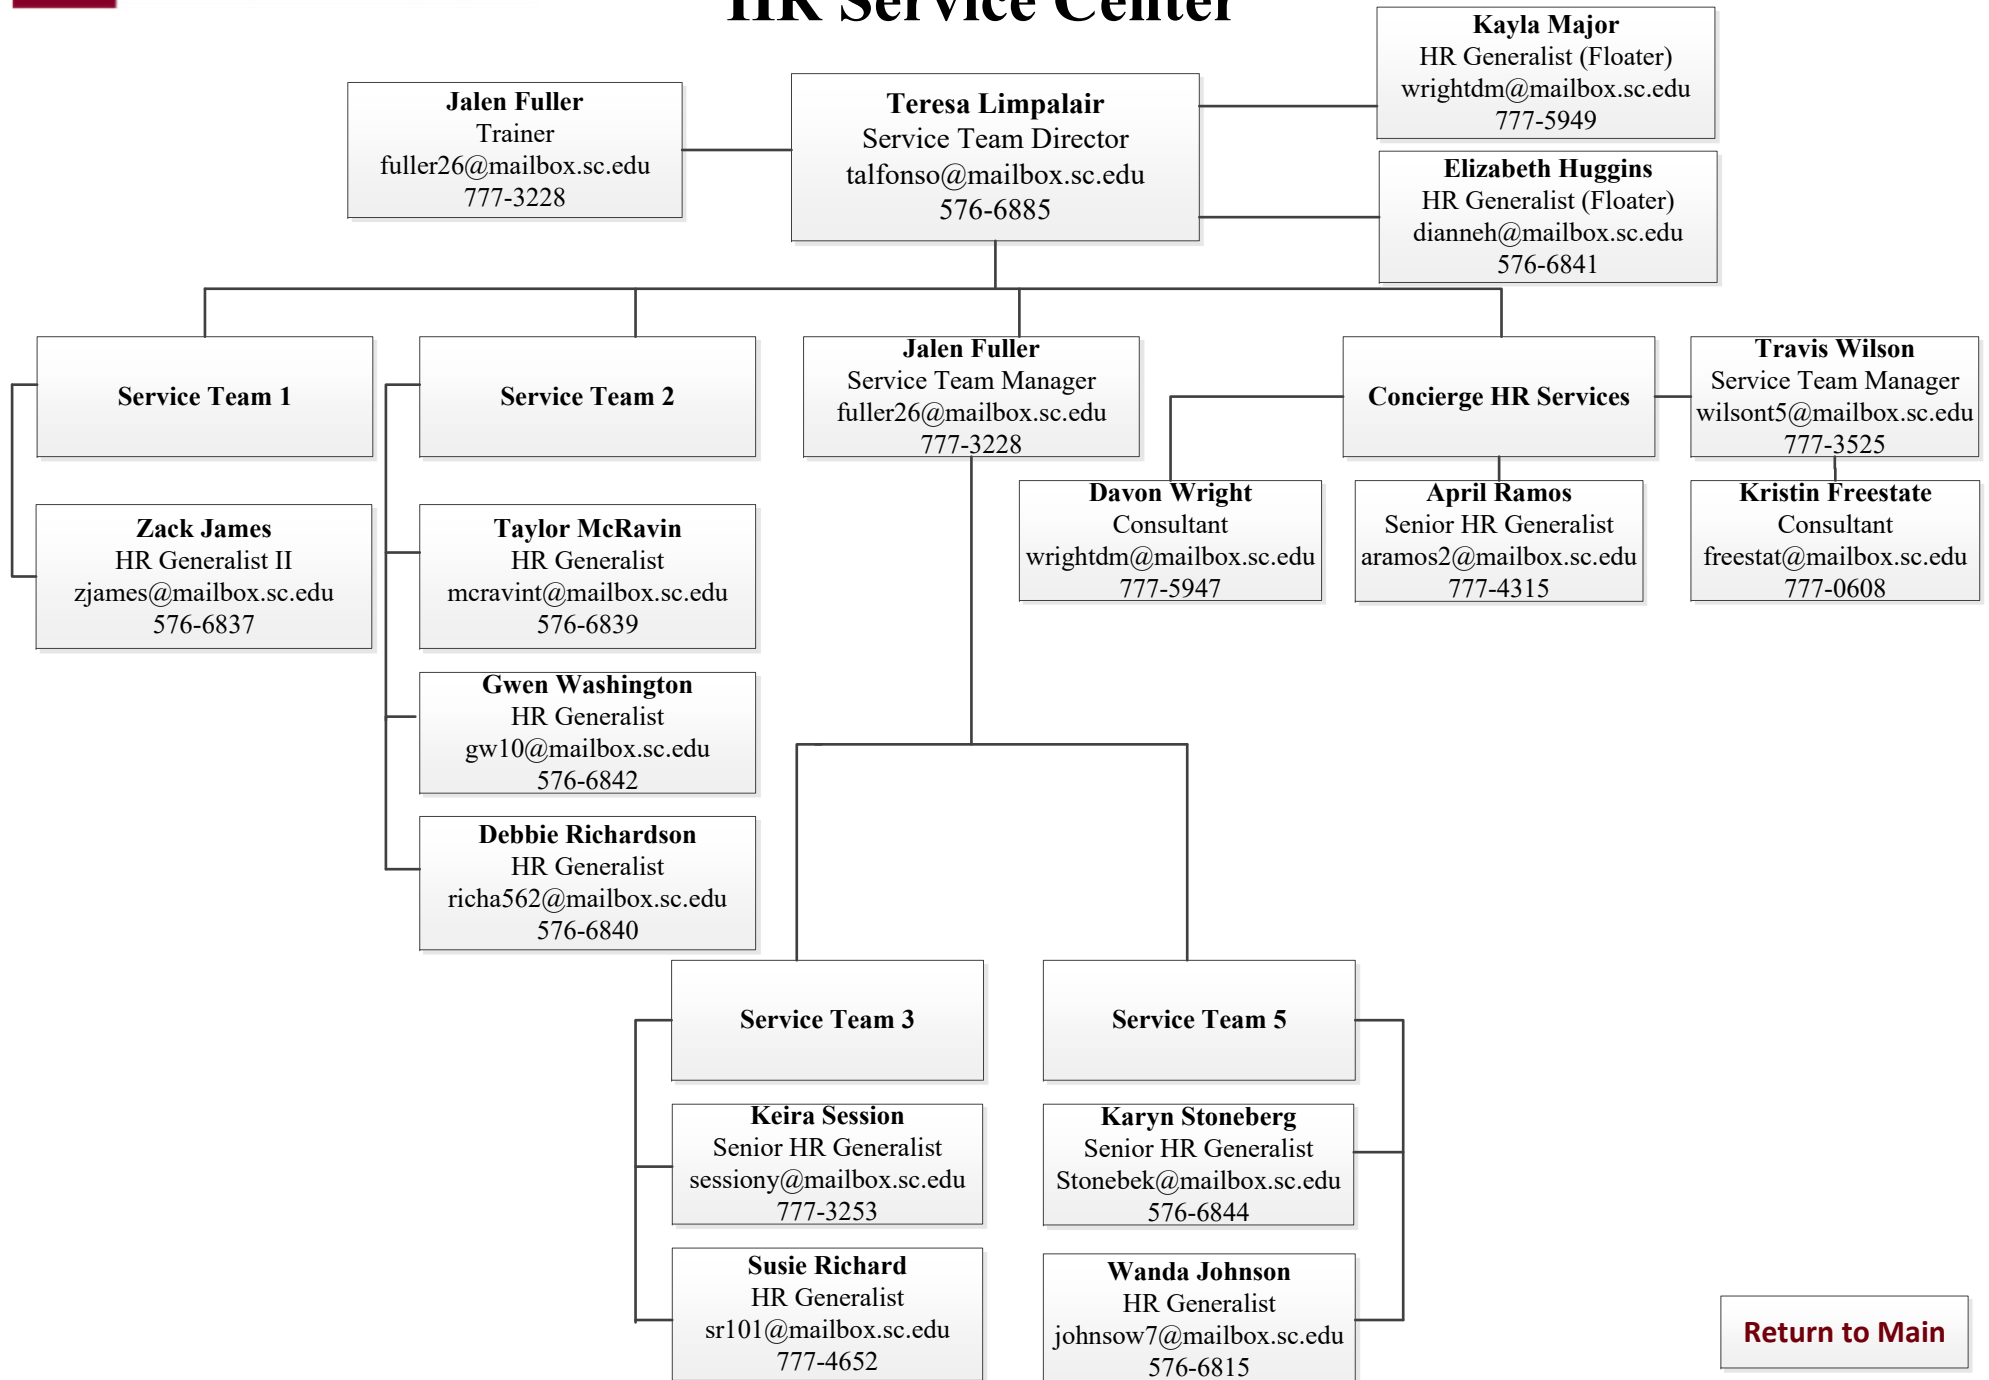 HR Service Center
Kayla Major
HR Generalist (Floater)
wrightdm@mailbox.sc.edu
777-5949
Jalen Fuller
Trainer
fuller26@mailbox.sc.edu
777-3228
Teresa Limpalair
Service Team Director
talfonso@mailbox.sc.edu
576-6885
Elizabeth Huggins
HR Generalist (Floater)
dianneh@mailbox.sc.edu
576-6841
Service Team 1
Service Team 2
Jalen Fuller
Service Team Manager
fuller26@mailbox.sc.edu
777-3228
Concierge HR Services
Travis Wilson
Service Team Manager
wilsont5@mailbox.sc.edu
777-3525
Zack James
HR Generalist II
zjames@mailbox.sc.edu
576-6837
Taylor McRavin
HR Generalist
mcravint@mailbox.sc.edu
576-6839
Davon Wright
Consultant
wrightdm@mailbox.sc.edu
777-5947
April Ramos
Senior HR Generalist
aramos2@mailbox.sc.edu
777-4315
Kristin Freestate
Consultant
freestat@mailbox.sc.edu
777-0608
Gwen Washington
HR Generalist
gw10@mailbox.sc.edu
576-6842
Debbie Richardson
HR Generalist
richa562@mailbox.sc.edu
576-6840
Service Team 3
Service Team 5
Keira Session
Senior HR Generalist
sessiony@mailbox.sc.edu
777-3253
Karyn Stoneberg
Senior HR Generalist
Stonebek@mailbox.sc.edu
576-6844
Susie Richard
HR Generalist
sr101@mailbox.sc.edu
777-4652
Wanda Johnson
HR Generalist
johnsow7@mailbox.sc.edu
576-6815
Return to Main